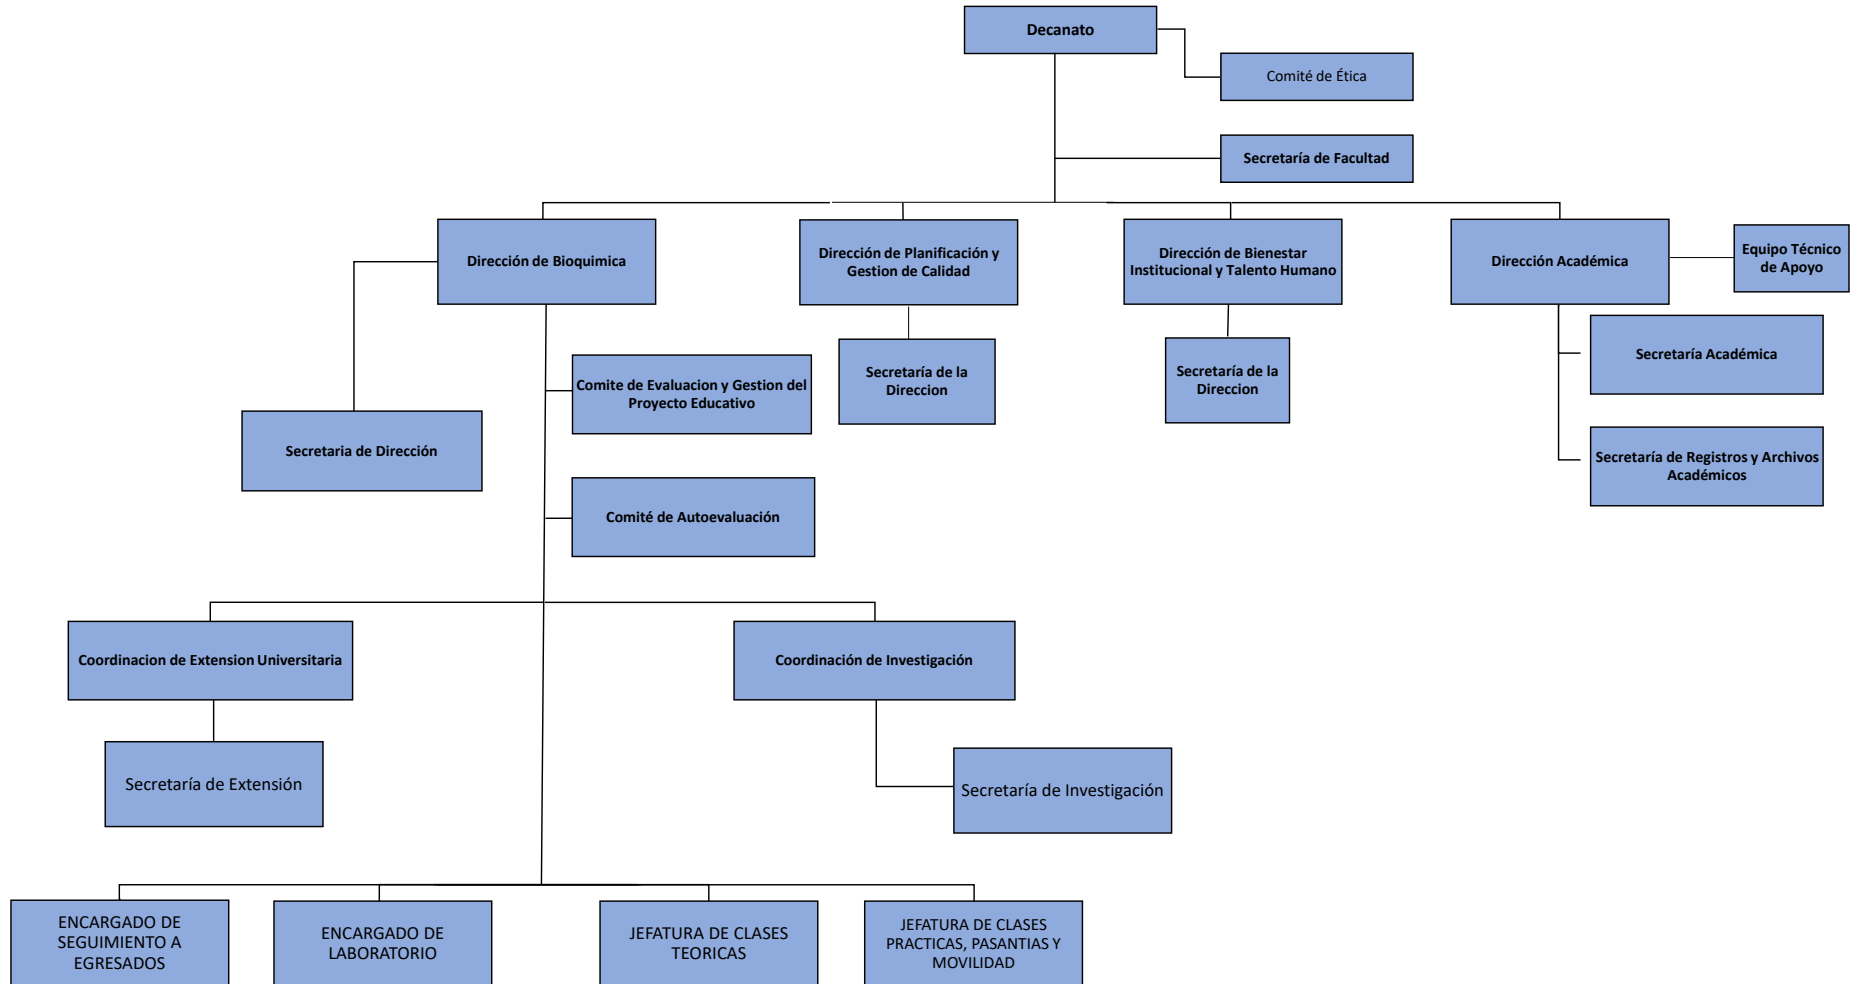 Decanato
Comité de Ética
Secretaría de Facultad
Dirección de Bioquimica
Dirección de Planificación y
Gestion de Calidad
Dirección de Bienestar
Institucional y Talento Humano
Dirección Académica
Equipo Técnico
de Apoyo
Secretaría Académica
Comite de Evaluacion y Gestion del
Proyecto Educativo
Secretaría de la
Direccion
Secretaría de la
Direccion
Secretaria de Dirección
Secretaría de Registros y Archivos
Académicos
Comité de Autoevaluación
Coordinacion de Extension Universitaria
Coordinación de Investigación
Secretaría de Extensión
Secretaría de Investigación
ENCARGADO DE
SEGUIMIENTO A
EGRESADOS
ENCARGADO DE
LABORATORIO
JEFATURA DE CLASES
TEORICAS
JEFATURA DE CLASES
PRACTICAS, PASANTIAS Y
MOVILIDAD